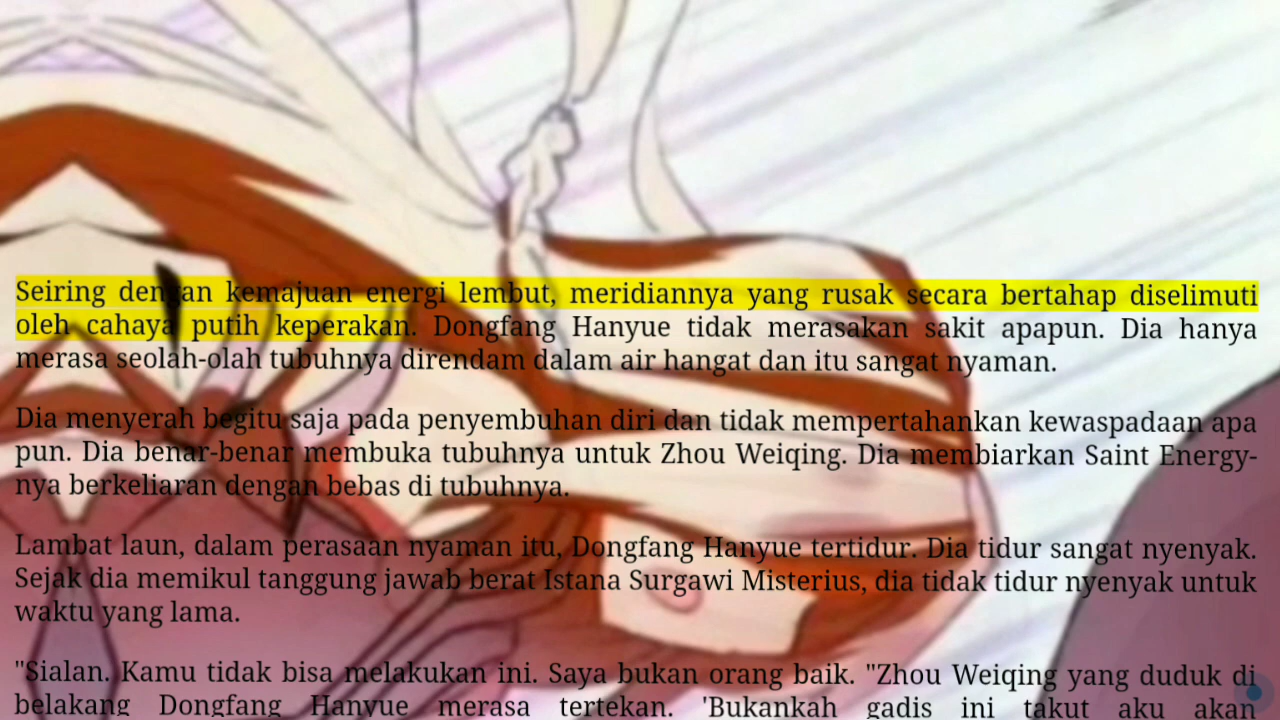 Seiring dengan kemajuan energi lembut, meridiannya yang rusak secara bertahap diselimuti
oleh cahaya putih keperakan. Dongfang Hanyue tidak merasakan sakit apapun. Dia hanya
merasa seolah-olah tubuhnya direndam dalam air hangat dan itu sangat nyaman.
Dia menyerah begitu saja pada penyembuhan diri dan tidak mempertahankan kewaspadaan apa
pun. Dia benar-benar membuka tubuhnya untuk Zhou Weiqing. Dia membiarkan Saint Energy-
nya berkeliaran dengan bebas di tubuhnya.
Lambat laun, dalam perasaan nyaman itu, Dongfang Hanyue tertidur. Dia tidur sangat nyenyak.
Sejak dia memikul tanggung jawab berat Istana Surgawi Misterius, dia tidak tidur nyenyak untuk
waktu yang lama.
"Sialan. Kamu tidak bisa melakukan ini. Saya bukan orang baik. "Zhou Weiqing yang duduk di
belakang Dongfang Hanyue merasa tertekan. 'Bukankah gadis ini takut aku akan